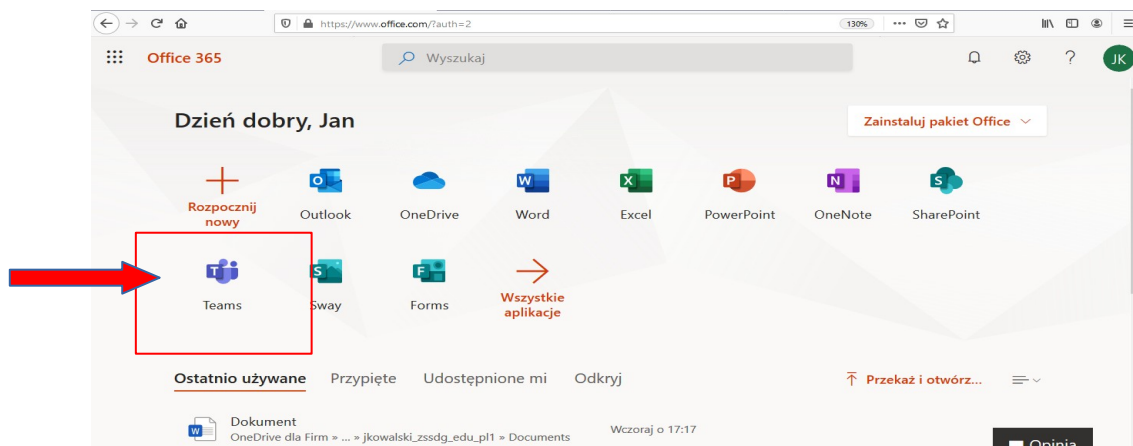 https://www.office.com/?auth=2
130%
Office 365
Wyszukaj
?
JK
Dzień dobry, Jan
Zainstaluj pakiet Office
Rozpocznij
nowy
Outlook
OneDrive
Word
Excel
PowerPoint
OneNote
SharePoint
Teams
Sway
Forms
Wszystkie
aplikacje
Ostatnio używane Przypięte Udostępnione mi Odkryj
Przekaż i otwórz...
Dokument
OneDrive dla Firm » ... » jkowalski_zssdg_edu_pl1 » Documents
Wczoraj o 17:17
Opinia